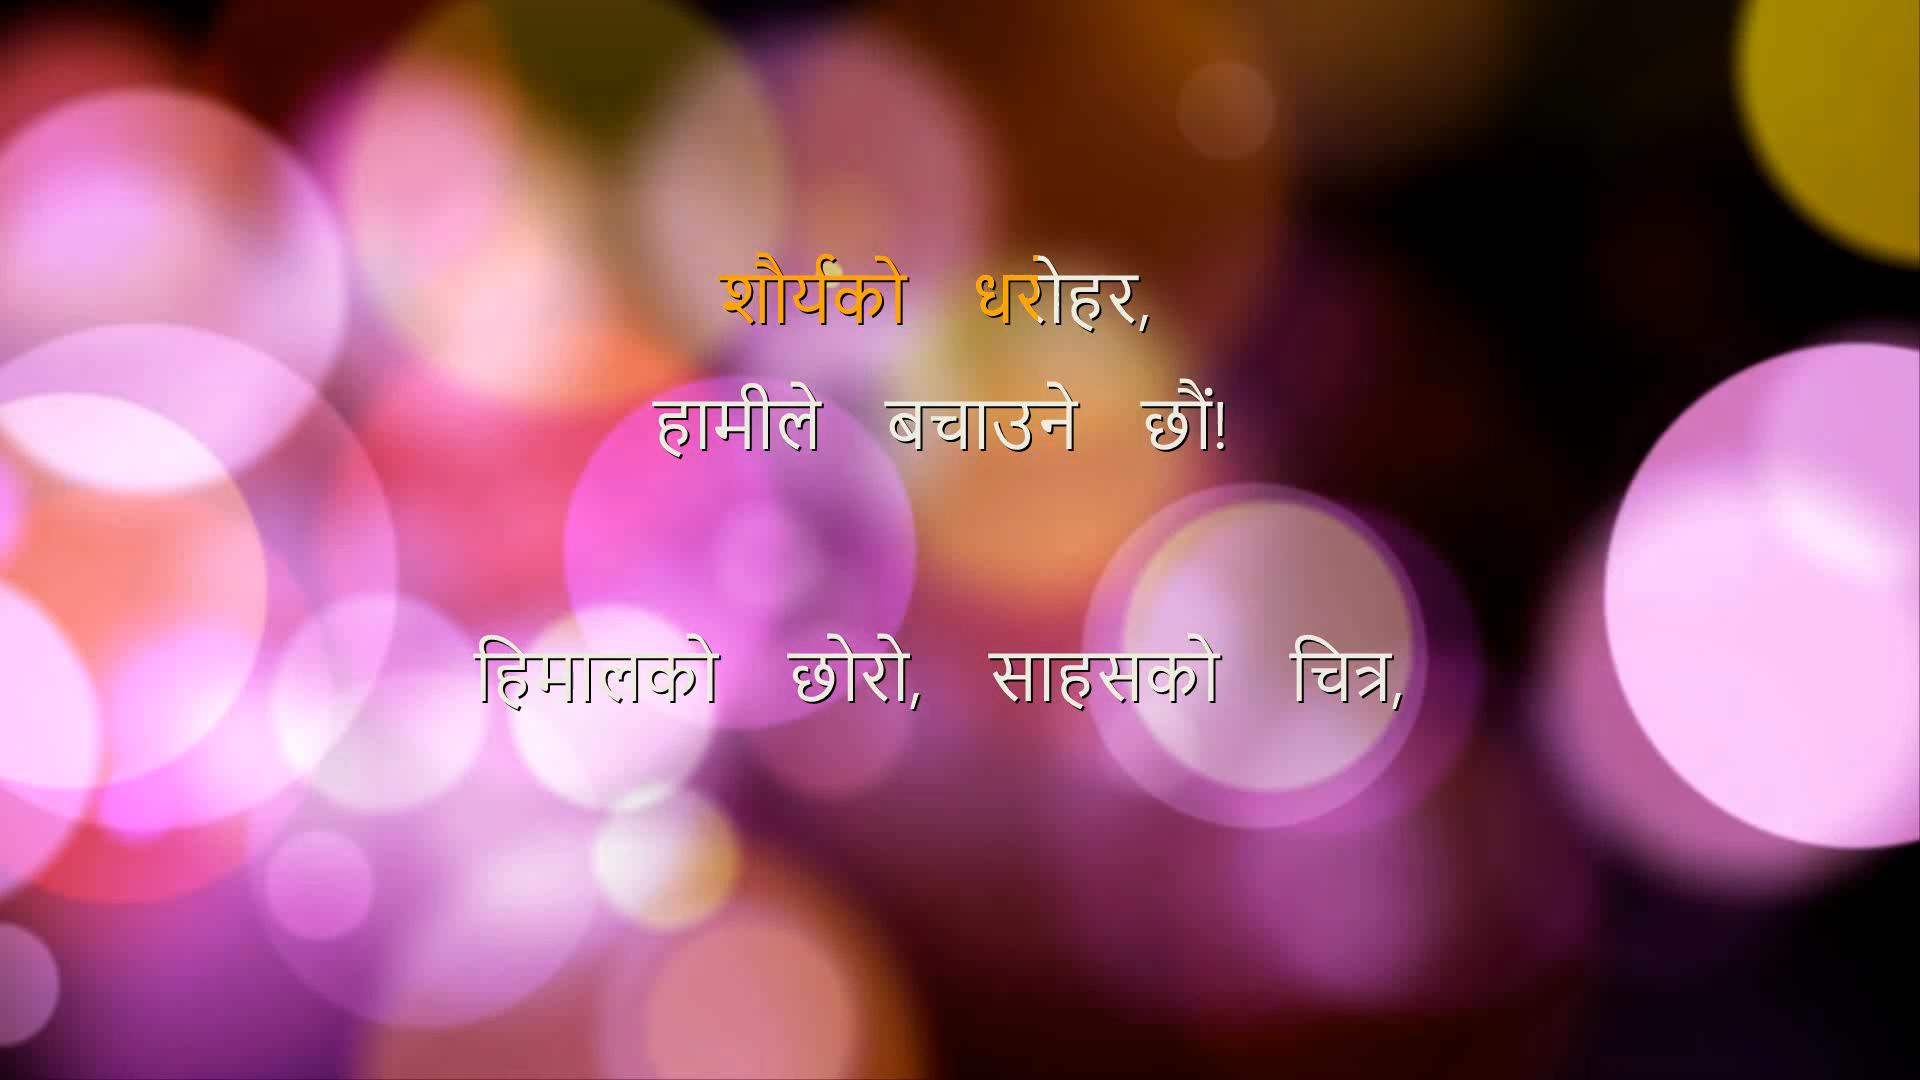 शौर्यको धरोहर,
हामीले बचाउने छौं!
हिमालको छोरो, साहसको चित्र,